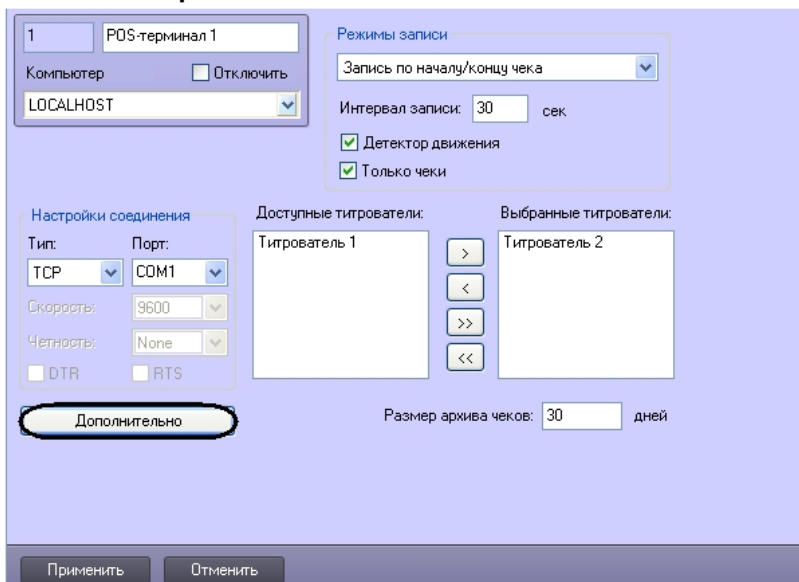 1
POS-терминал 1
Компьютер
Отключить
LOCALHOST
Режимы записи
Запись по началу/концу чека
Интервал записи: 30 сек
Детектор движения
Только чеки
Настройки соединения
Тип: Порт:
TCP COM1
Скорость: 9600
Четность: None
DTR RTS
Доступные титрователи:
Титрователь 1
>
<
>>
<<
Выбранные титрователи:
Титрователь 2
Дополнительно
Размер архива чеков: 30 дней
Применить Отменить